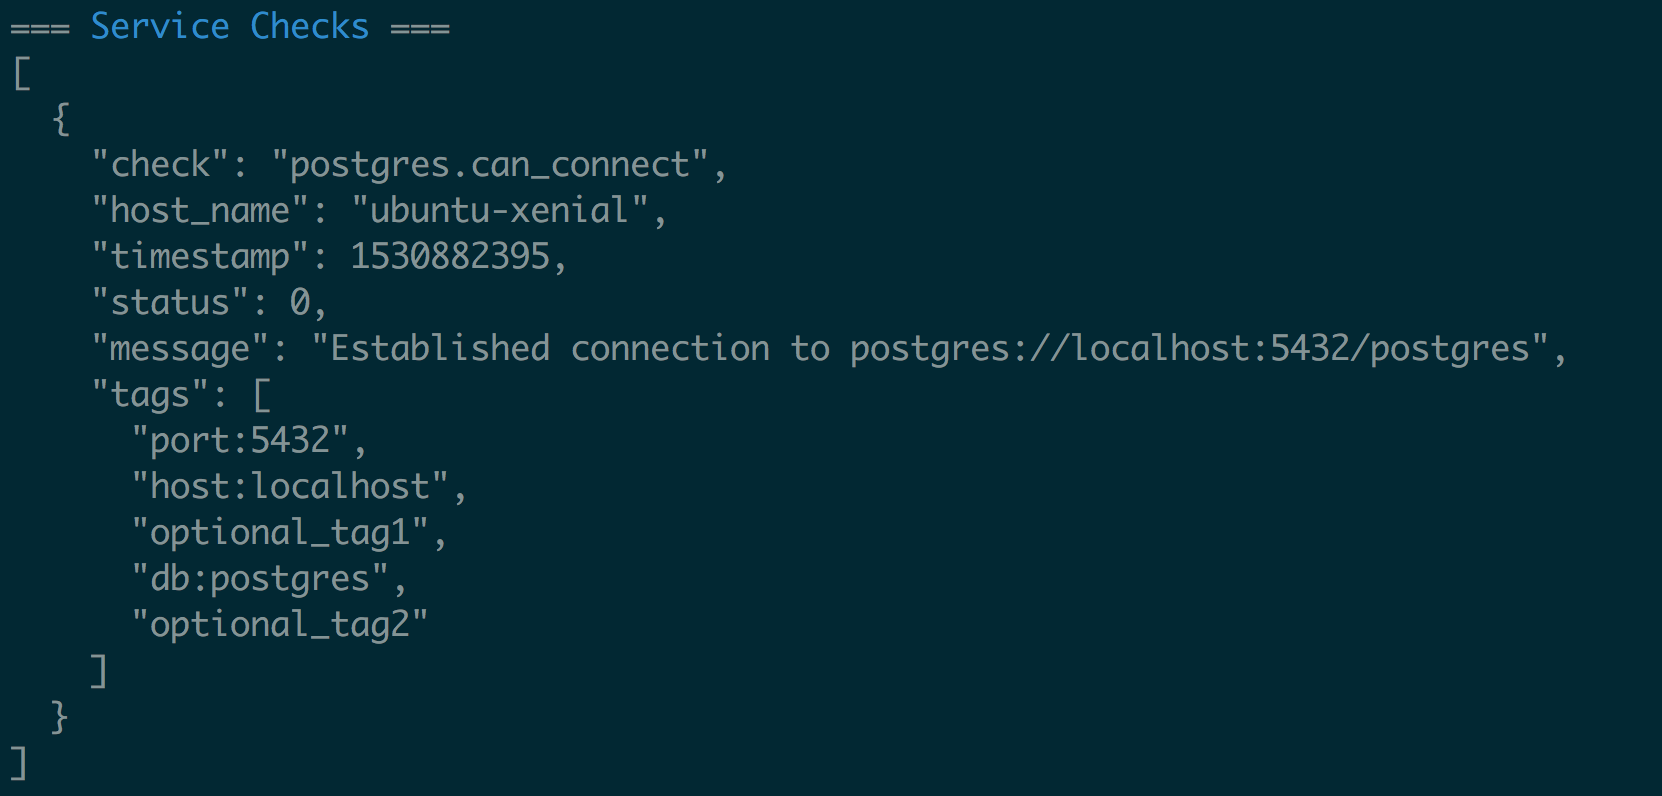 === Service Checks ===
[
  {
    "check": "postgres.can_connect",
    "host_name": "ubuntu-xenial",
    "timestamp": 1530882395,
    "status": 0,
    "message": "Established connection to postgres://localhost:5432/postgres",
    "tags": [
      "port:5432",
      "host:localhost",
      "optional_tag1",
      "db:postgres",
      "optional_tag2"
    ]
  }
]